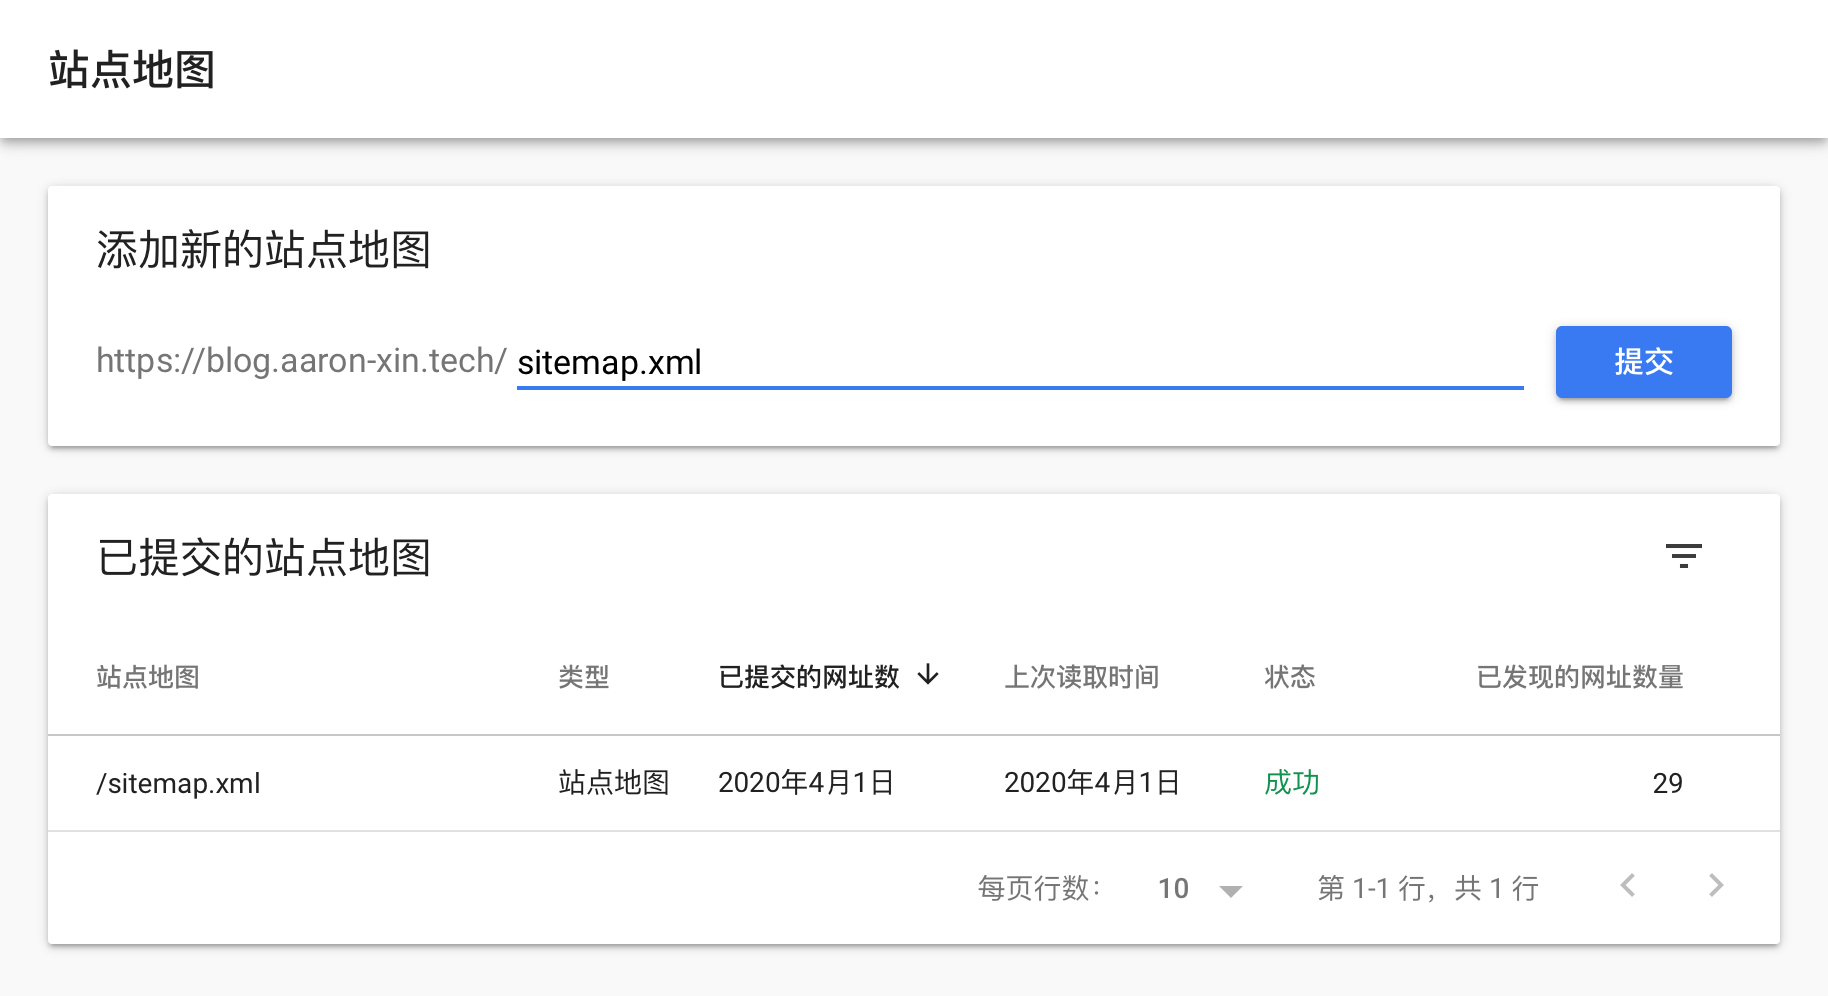 站点地图
添加新的站点地图
https://blog.aaron-xin.tech/ sitemap.xml 提交
已提交的站点地图
站点地图 类型 已提交的网址数 上次读取时间 状态 已发现的网址数量
/sitemap.xml 站点地图 2020年4月1日 2020年4月1日 成功 29
每页行数： 10 第 1-1 行，共 1 行